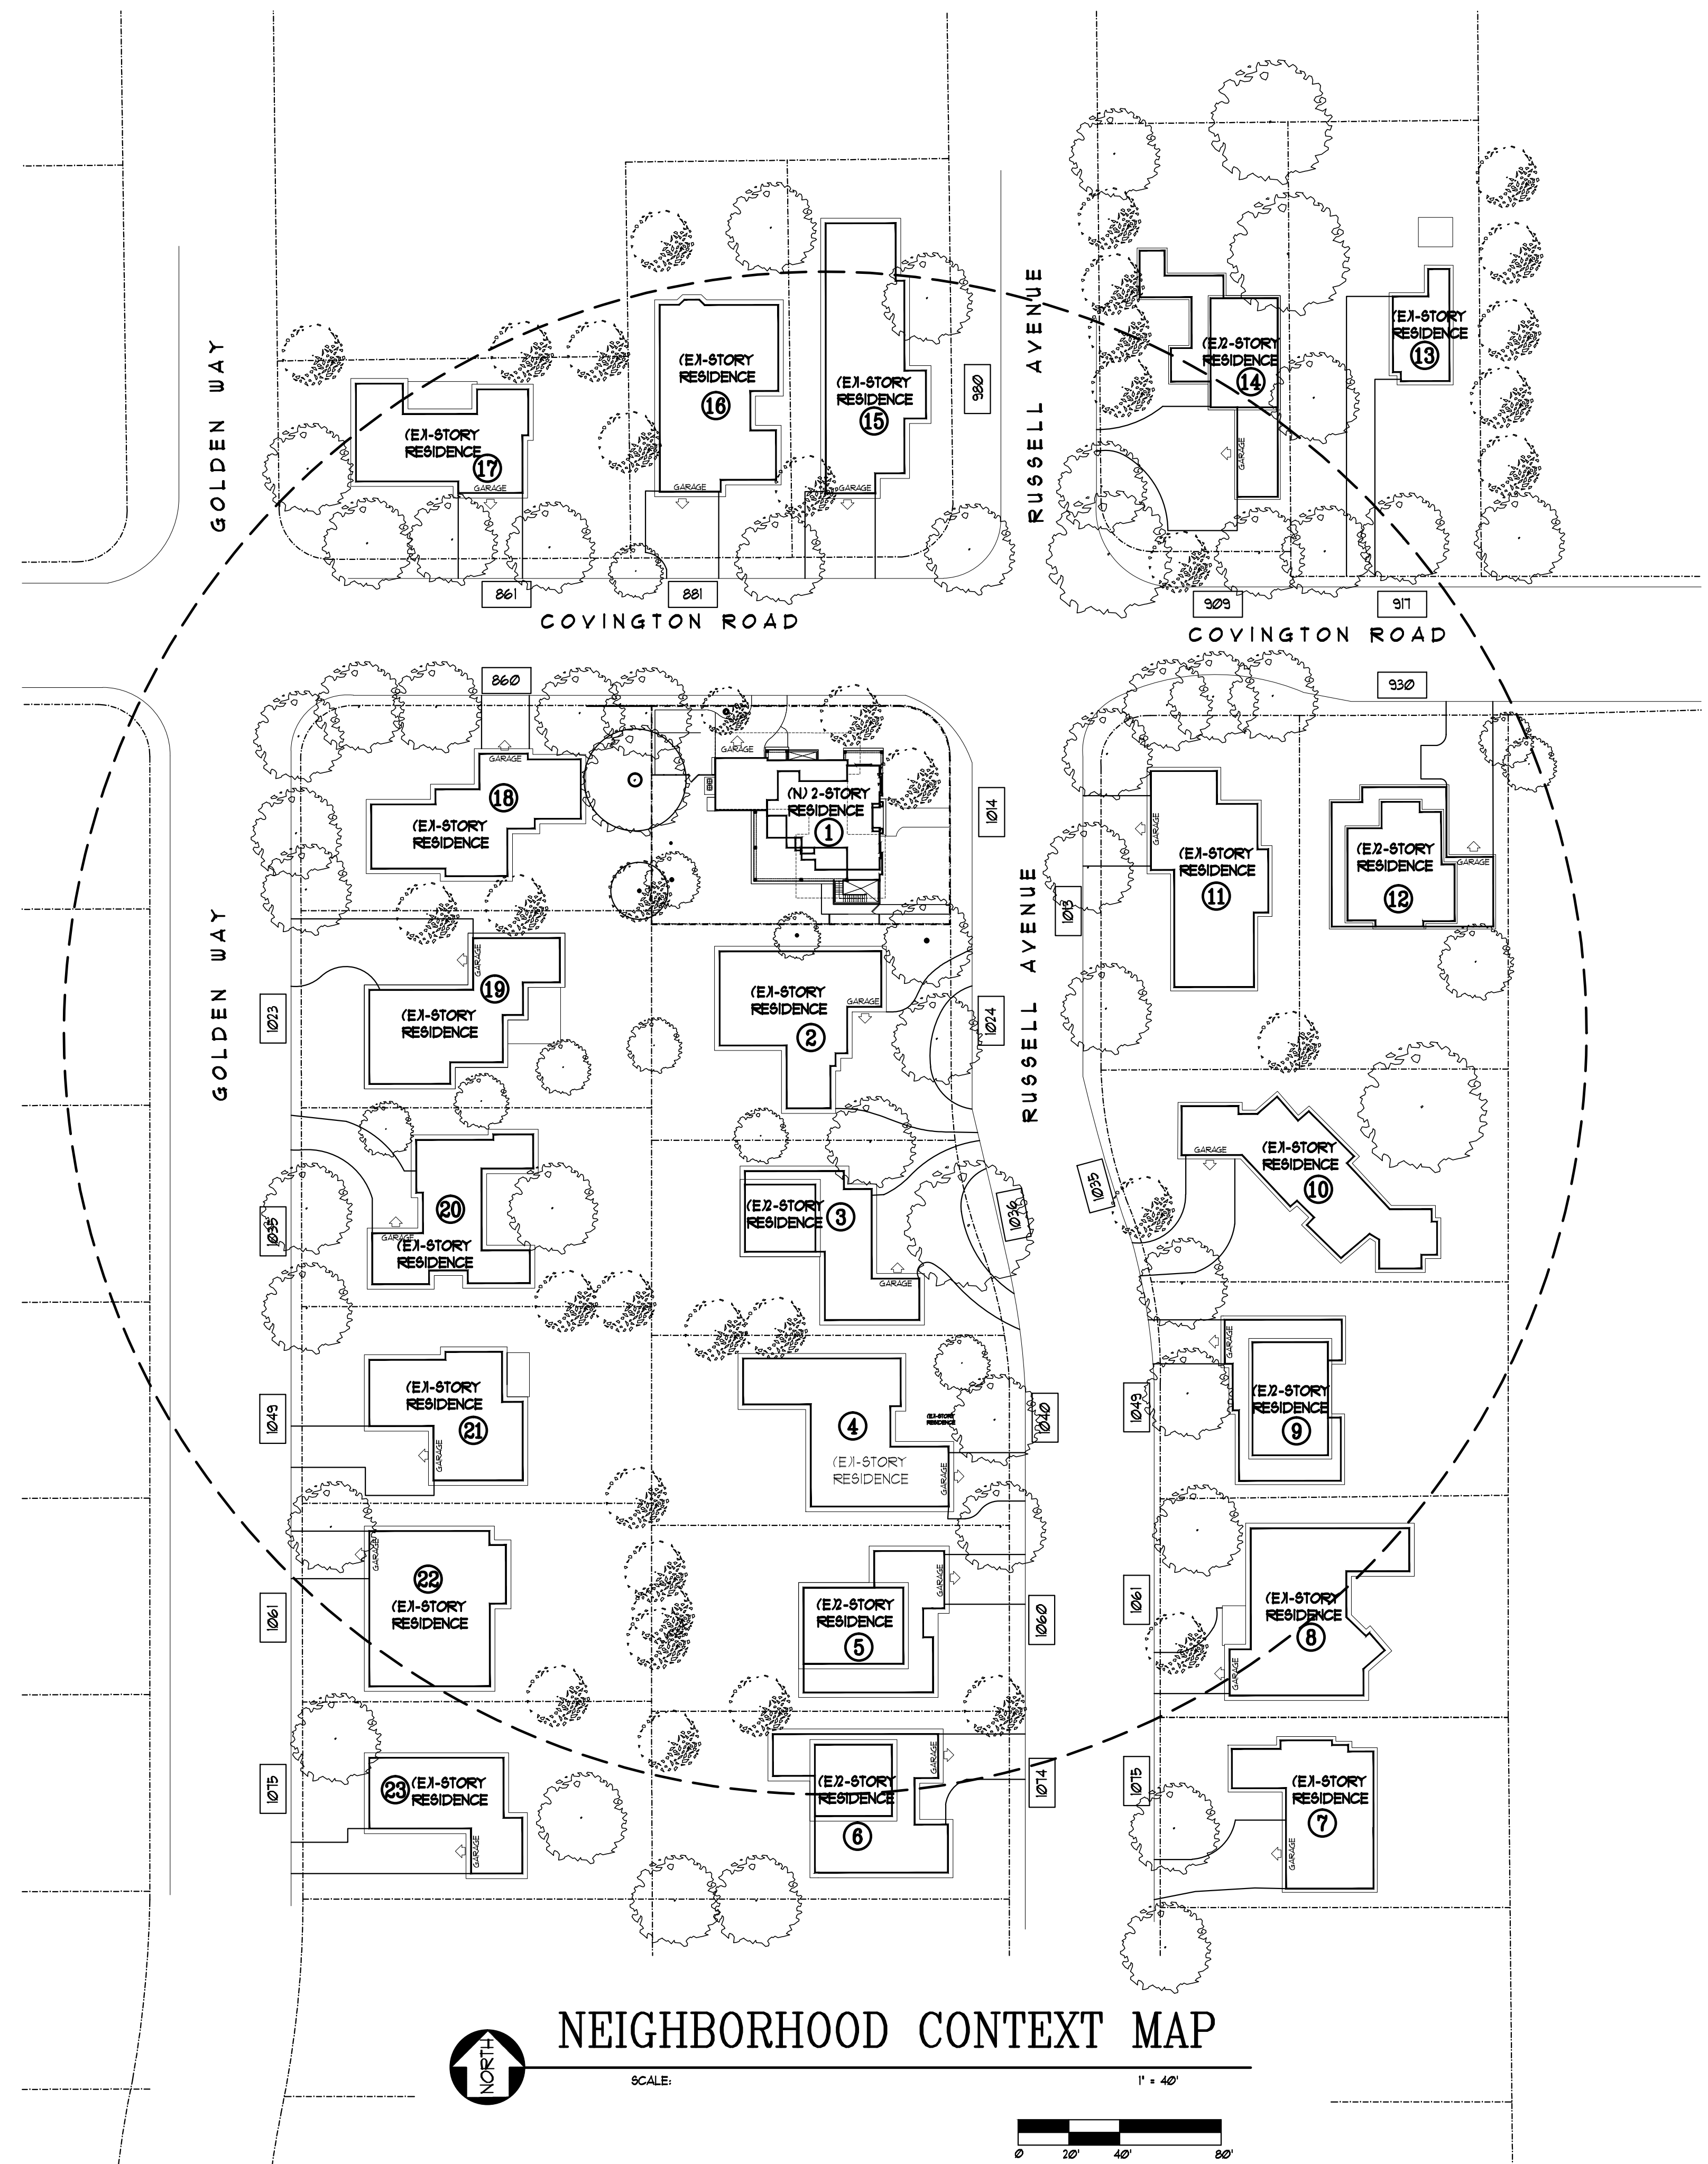 GOLDEN WAY
RUSSELL AVENUE
(E)1-STORY
RESIDENCE
17
GARAGE
(E)1-STORY
RESIDENCE
16
GARAGE
(E)1-STORY
RESIDENCE
15
GARAGE
980
(E)2-STORY
RESIDENCE
14
GARAGE
(E)1-STORY
RESIDENCE
13
861
881
909
917
COVINGTON ROAD
COVINGTON ROAD
860
930
GARAGE
18
(E)1-STORY
RESIDENCE
GARAGE
(N) 2-STORY
RESIDENCE
1
1014
GARAGE
(E)1-STORY
RESIDENCE
11
1013
(E)2-STORY
RESIDENCE
12
GARAGE
GOLDEN WAY
RUSSELL AVENUE
1023
GARAGE
19
(E)1-STORY
RESIDENCE
(E)1-STORY
RESIDENCE
2
GARAGE
1024
1035
20
GARAGE
(E)1-STORY
RESIDENCE
(E)2-STORY
RESIDENCE
3
GARAGE
1036
1035
GARAGE
(E)1-STORY
RESIDENCE
10
1049
(E)1-STORY
RESIDENCE
21
GARAGE
4
(E)1-STORY
RESIDENCE
GARAGE
(E)1-STORY
RESIDENCE
1040
1049
GARAGE
(E)2-STORY
RESIDENCE
9
1061
GARAGE
22
(E)1-STORY
RESIDENCE
(E)2-STORY
RESIDENCE
5
GARAGE
1060
1061
(E)1-STORY
RESIDENCE
8
GARAGE
1075
23
(E)1-STORY
RESIDENCE
GARAGE
(E)2-STORY
RESIDENCE
6
GARAGE
1074
1075
(E)1-STORY
RESIDENCE
7
GARAGE
NEIGHBORHOOD CONTEXT MAP
NORTH
SCALE: 1" = 40'
0 20' 40' 80'